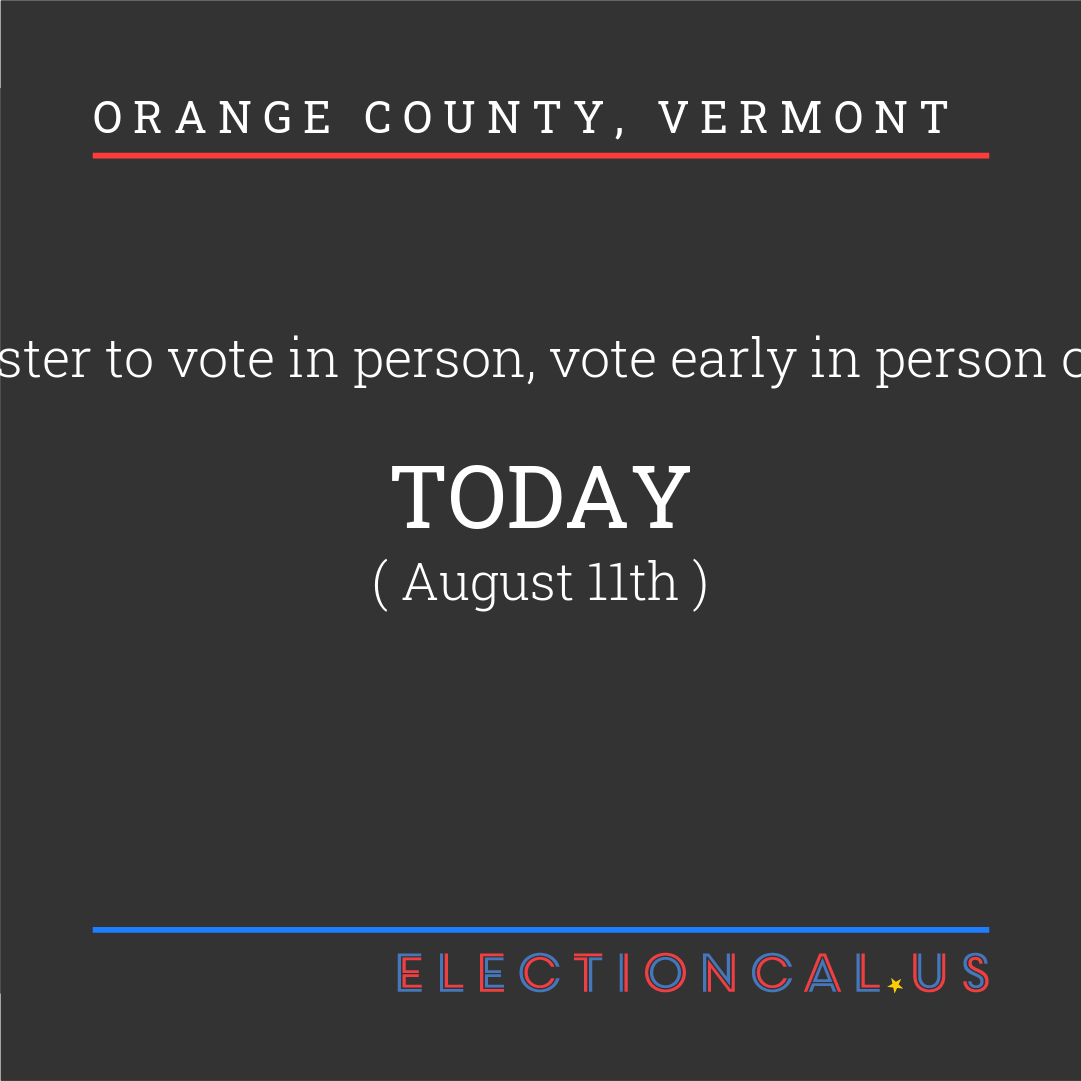 ORANGE COUNTY, VERMONT
ster to vote in person, vote early in person o
TODAY
( August 11th )
ELECTIONCAL.US